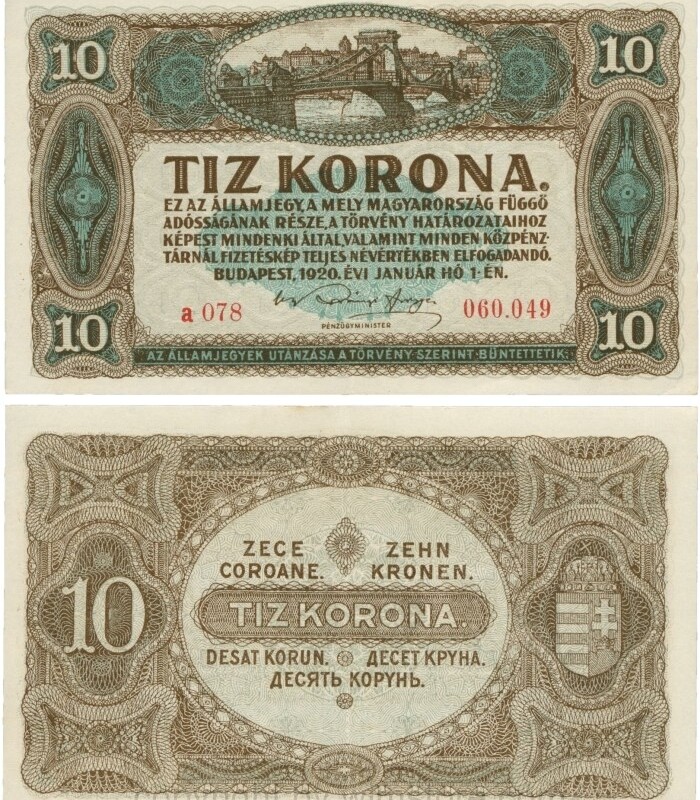 10
10
TIZ KORONA.
EZ AZ ÁLLAMJEGY, A MELY MAGYARORSZÁG FÜGGŐ
ADÓSSÁGÁNAK RÉSZE, A TÖRVÉNY HATÁROZATAIHOZ
KÉPEST MINDENKI ÁLTAL, VALAMINT MINDEN KÖZPÉNZ-
TÁRNÁL FIZETÉSKÉP TELJES NÉVÉRTÉKBEN ELFOGADANDÓ.
BUDAPEST, 1920. ÉVI JANUÁR HÓ 1-ÉN.
a 078
060.049
PÉNZÜGYMINISTER
10
10
AZ ÁLLAMJEGYEK UTÁNZÁSA A TÖRVÉNY SZERINT BÜNTETTETIK.
ZECE ZEHN
COROANE. KRONEN.
10
TIZ KORONA.
DESAT KORUN. ДЕСЕТ КРУНА.
ДЕСЯТЬ КОРУНЬ.